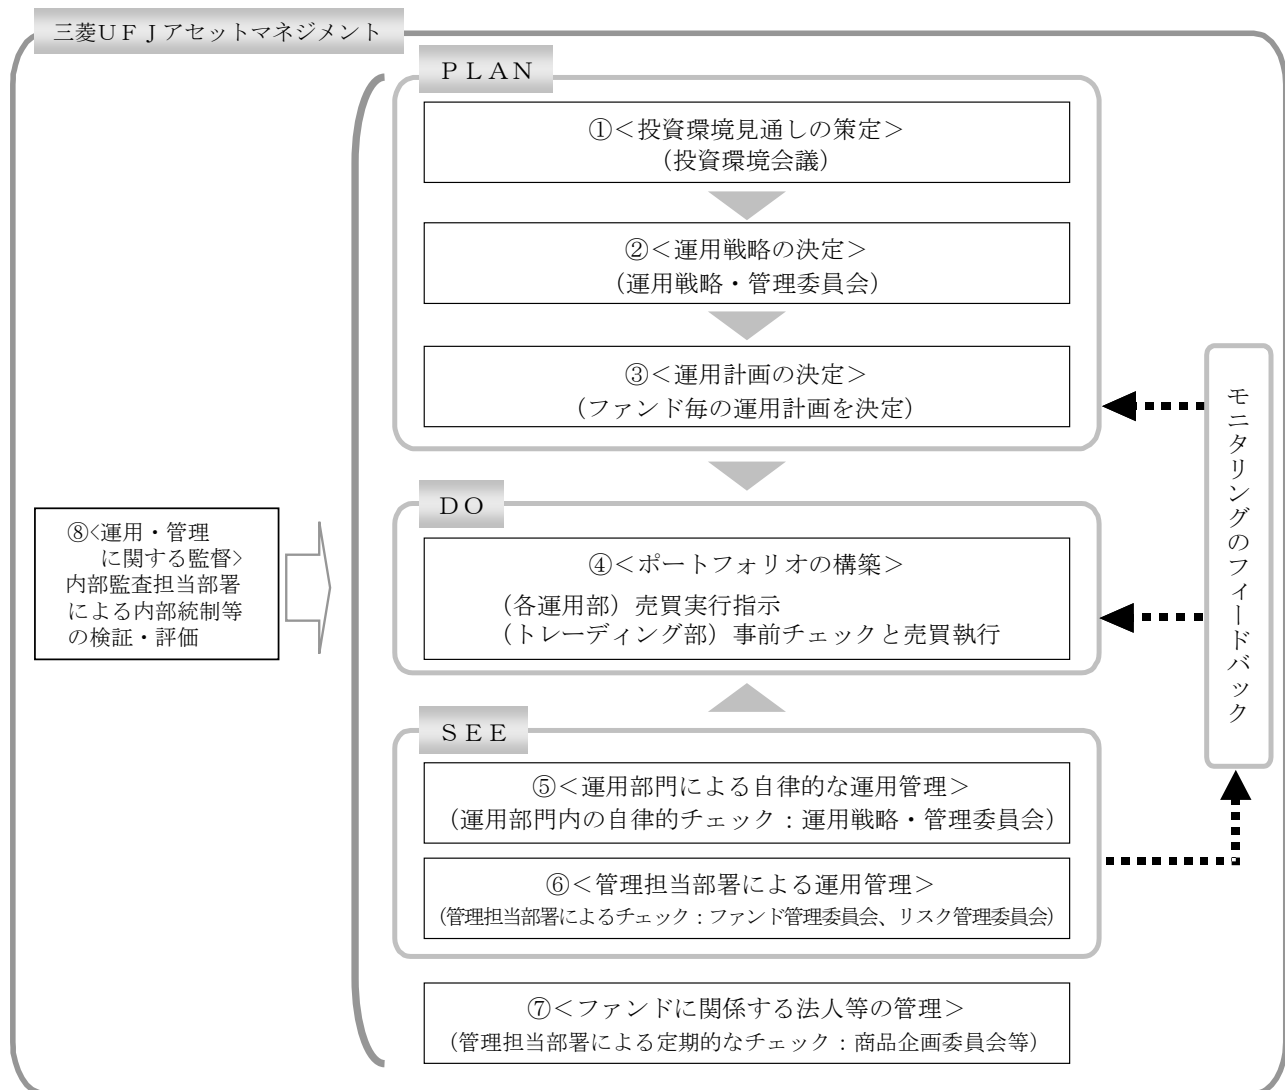 三菱UFJアセットマネジメント
PLAN
①<投資環境見通しの策定>
（投資環境会議）
②<運用戦略の決定>
（運用戦略・管理委員会）
③<運用計画の決定>
（ファンド毎の運用計画を決定）
DO
④<ポートフォリオの構築>
（各運用部）売買実行指示
（トレーディング部）事前チェックと売買執行
SEE
⑤<運用部門による自律的な運用管理>
（運用部門内の自律的チェック：運用戦略・管理委員会）
⑥<管理担当部署による運用管理>
（管理担当部署によるチェック：ファンド管理委員会、リスク管理委員会）
⑦<ファンドに関係する法人等の管理>
（管理担当部署による定期的なチェック：商品企画委員会等）
⑧<運用・管理
に関する監督>
内部監査担当部署
による内部統制等
の検証・評価
モニタリングのフィードバック